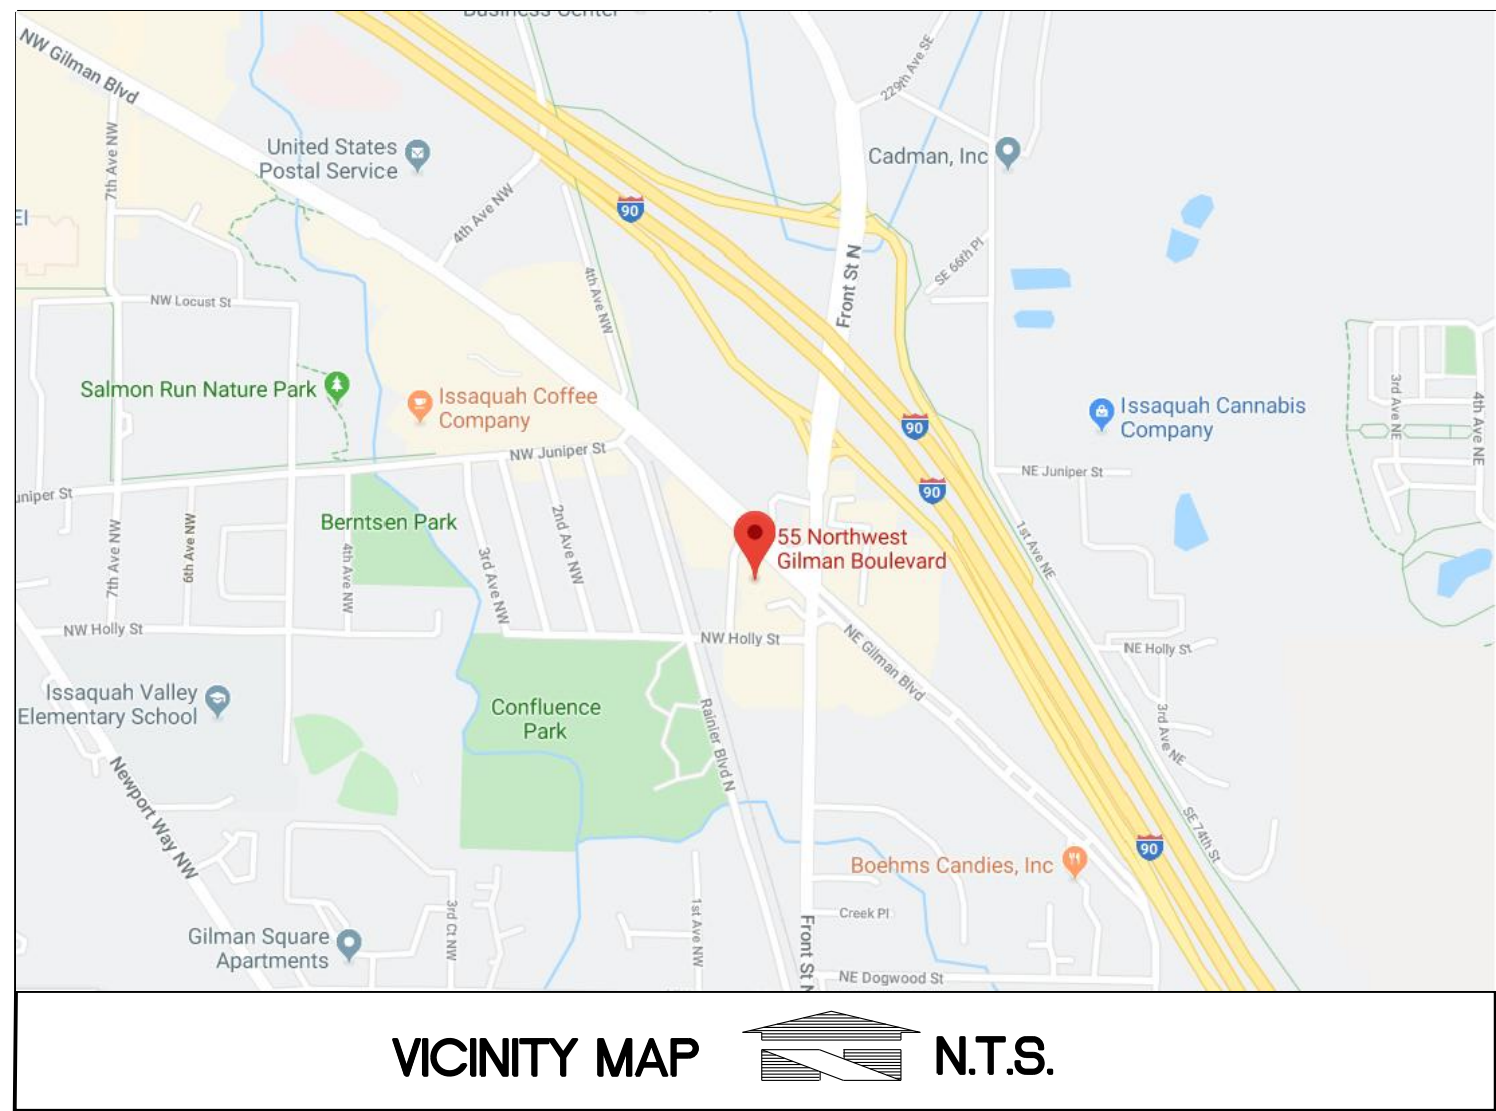 Business Center
NW Gilman Blvd
229th Ave SE
7th Ave NW
United States
Postal Service
Cadman, Inc
4th Ave NW
90
El
Front St N
SE 66th Pl
4th Ave NW
NW Locust St
Salmon Run Nature Park
Issaquah Coffee
Company
3rd Ave NE
4th Ave NE
Issaquah Cannabis
Company
90
NW Juniper St
NE Juniper St
uniper St
90
Berntsen Park
7th Ave NW
6th Ave NW
4th Ave NW
3rd Ave NW
2nd Ave NW
55 Northwest
Gilman Boulevard
1st Ave NE
NW Holly St
NW Holly St
NE Gilman Blvd
NE Holly St
Issaquah Valley
Elementary School
Confluence
Park
Rainier Blvd N
3rd Ave NE
Newport Way NW
SE 74th St
90
Boehms Candies, Inc
3rd Ct NW
1st Ave NW
Creek Pl
Front St N
Gilman Square
Apartments
NE Dogwood St
VICINITY MAP N.T.S.